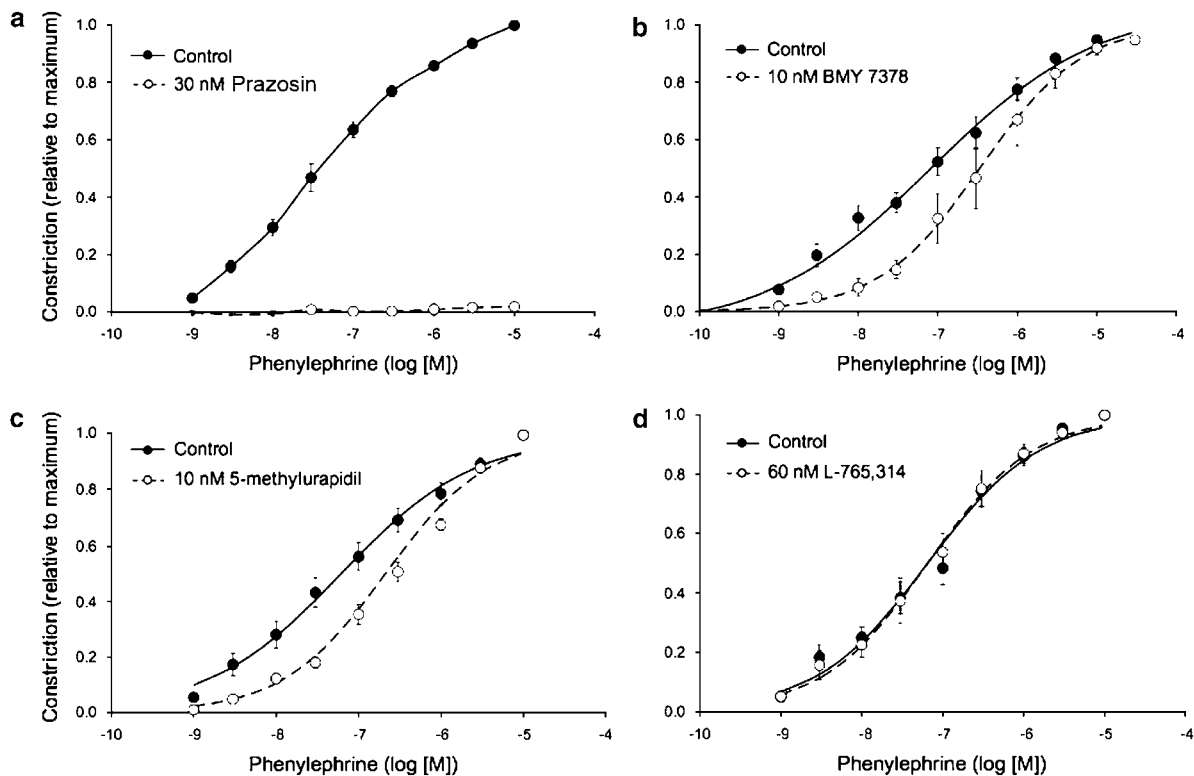 a
Constriction (relative to maximum)
1.0
0.8
0.6
0.4
0.2
0.0
Control
30 nM Prazosin
-10 -9 -8 -7 -6 -5 -4
Phenylephrine (log [M])
b
1.0
0.8
0.6
0.4
0.2
0.0
Control
10 nM BMY 7378
-10 -9 -8 -7 -6 -5 -4
Phenylephrine (log [M])
c
Constriction (relative to maximum)
1.0
0.8
0.6
0.4
0.2
0.0
Control
10 nM 5-methylurapidil
-10 -9 -8 -7 -6 -5 -4
Phenylephrine (log [M])
d
1.0
0.8
0.6
0.4
0.2
0.0
Control
60 nM L-765,314
-10 -9 -8 -7 -6 -5 -4
Phenylephrine (log [M])